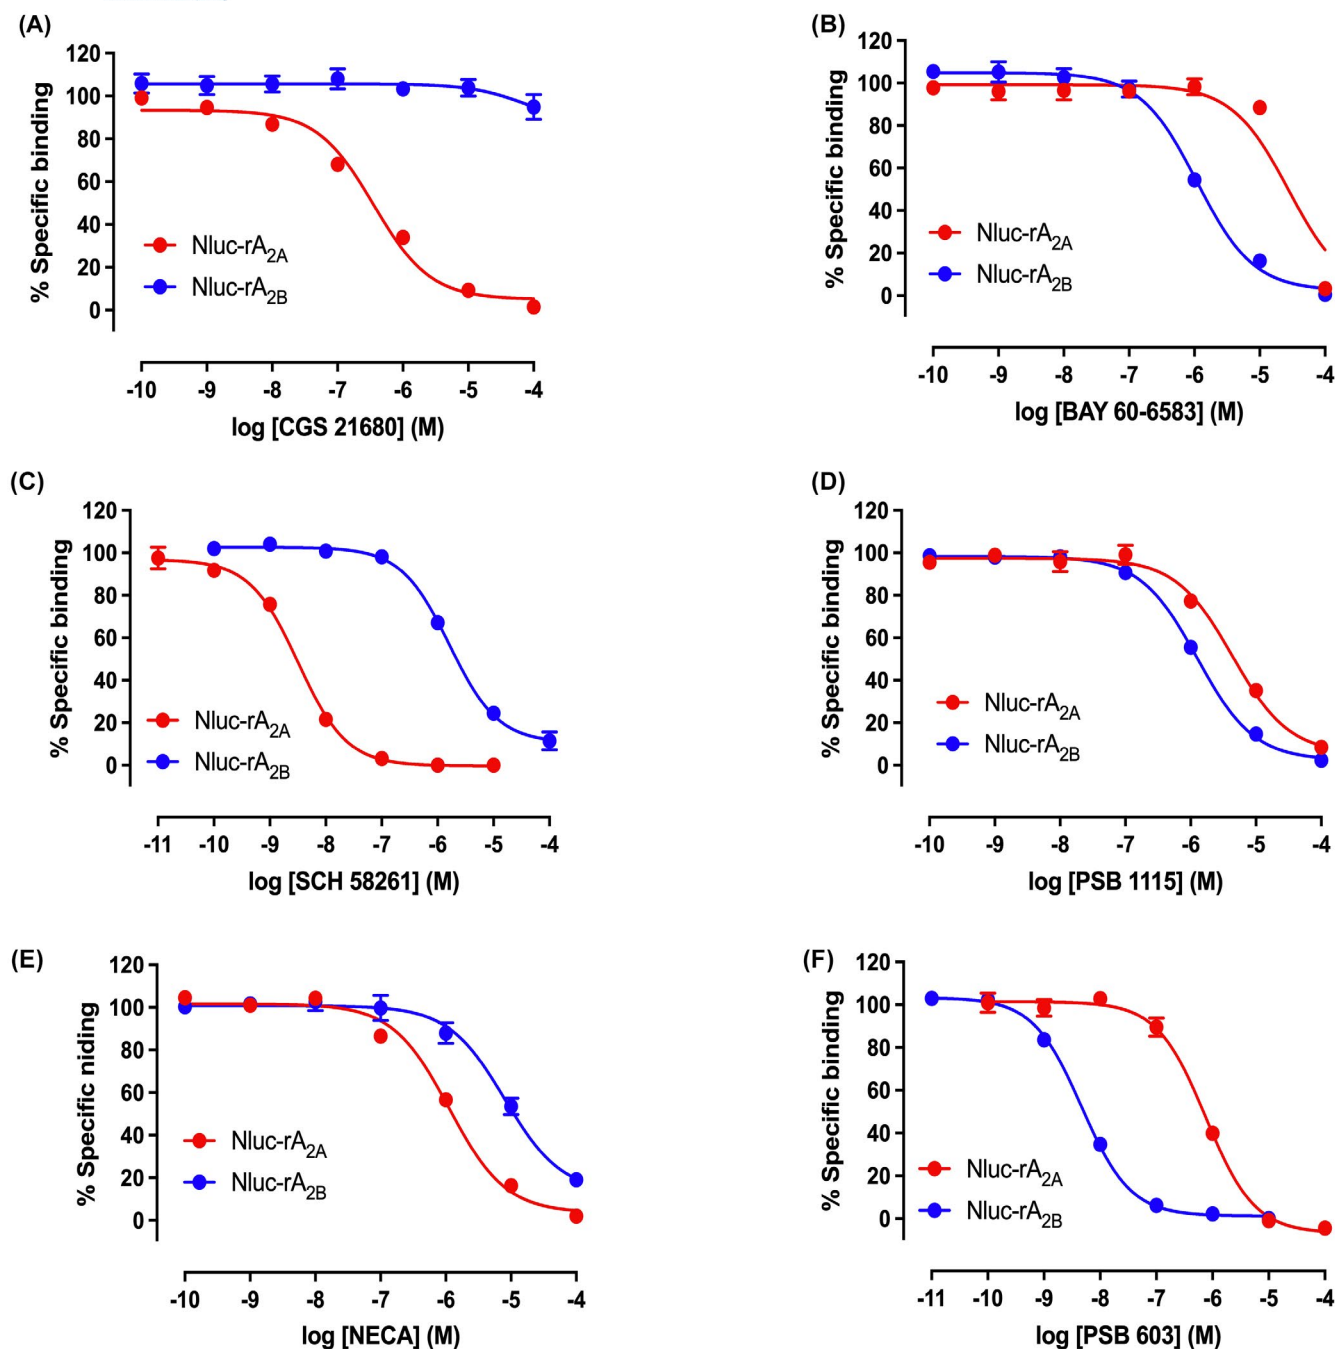 (A)
120
100
80
60
40
20
0
% Specific binding
Nluc-rA2A
Nluc-rA2B
-10 -9 -8 -7 -6 -5 -4
log [CGS 21680] (M)
(B)
120
100
80
60
40
20
0
% Specific binding
Nluc-rA2A
Nluc-rA2B
-10 -9 -8 -7 -6 -5 -4
log [BAY 60-6583] (M)
(C)
120
100
80
60
40
20
0
% Specific binding
Nluc-rA2A
Nluc-rA2B
-11 -10 -9 -8 -7 -6 -5 -4
log [SCH 58261] (M)
(D)
120
100
80
60
40
20
0
% Specific binding
Nluc-rA2A
Nluc-rA2B
-10 -9 -8 -7 -6 -5 -4
log [PSB 1115] (M)
(E)
120
100
80
60
40
20
0
% Specific niding
Nluc-rA2A
Nluc-rA2B
-10 -9 -8 -7 -6 -5 -4
log [NECA] (M)
(F)
120
100
80
60
40
20
0
% Specific binding
Nluc-rA2A
Nluc-rA2B
-11 -10 -9 -8 -7 -6 -5 -4
log [PSB 603] (M)